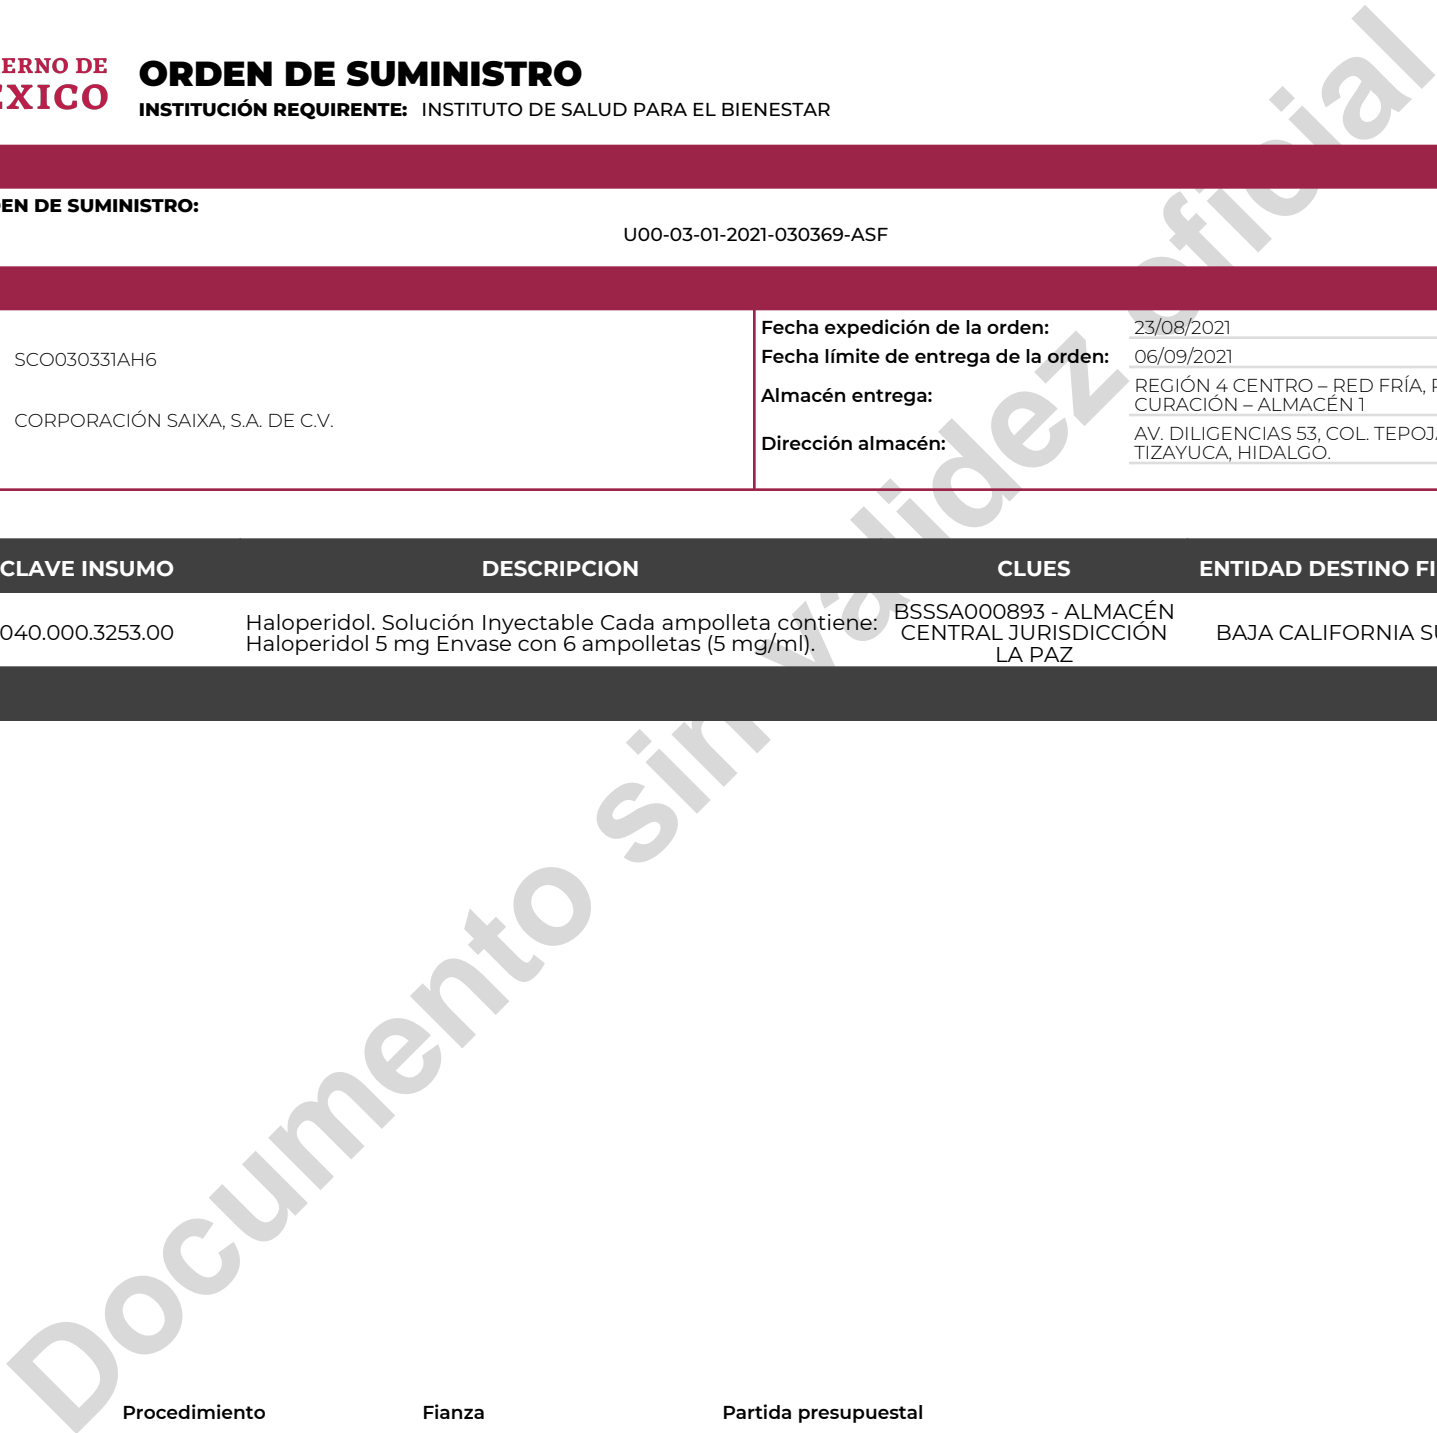 ERNO DE
EXICO
ORDEN DE SUMINISTRO
INSTITUCIÓN REQUIRENTE: INSTITUTO DE SALUD PARA EL BIENESTAR
EN DE SUMINISTRO:
U00-03-01-2021-030369-ASF
SCO030331AH6
CORPORACIÓN SAIXA, S.A. DE C.V.
Fecha expedición de la orden: 23/08/2021
Fecha límite de entrega de la orden: 06/09/2021
Almacén entrega: REGIÓN 4 CENTRO – RED FRÍA,
CURACIÓN – ALMACÉN 1
Dirección almacén: AV. DILIGENCIAS 53, COL. TEPOJ
TIZAYUCA, HIDALGO.
CLAVE INSUMO DESCRIPCION CLUES ENTIDAD DESTINO FI
040.000.3253.00
Haloperidol. Solución Inyectable Cada ampolleta contiene:
Haloperidol 5 mg Envase con 6 ampolletas (5 mg/ml).
BSSSA000893 - ALMACÉN
CENTRAL JURISDICCIÓN
LA PAZ
BAJA CALIFORNIA S
Documento sin validez oficial
Procedimiento Fianza Partida presupuestal